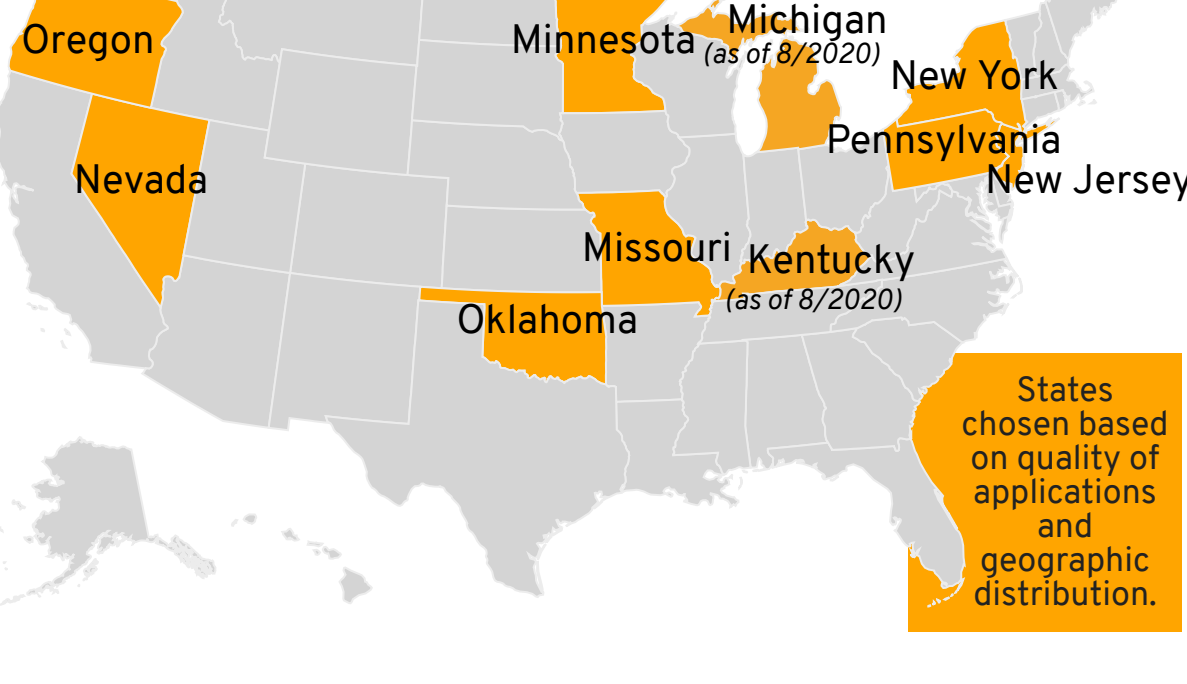 Oregon
Minnesota
Michigan
(as of 8/2020)
New York
Pennsylvania
Nevada
New Jersey
Missouri
Kentucky
(as of 8/2020)
Oklahoma
States
chosen based
on quality of
applications
and
geographic
distribution.